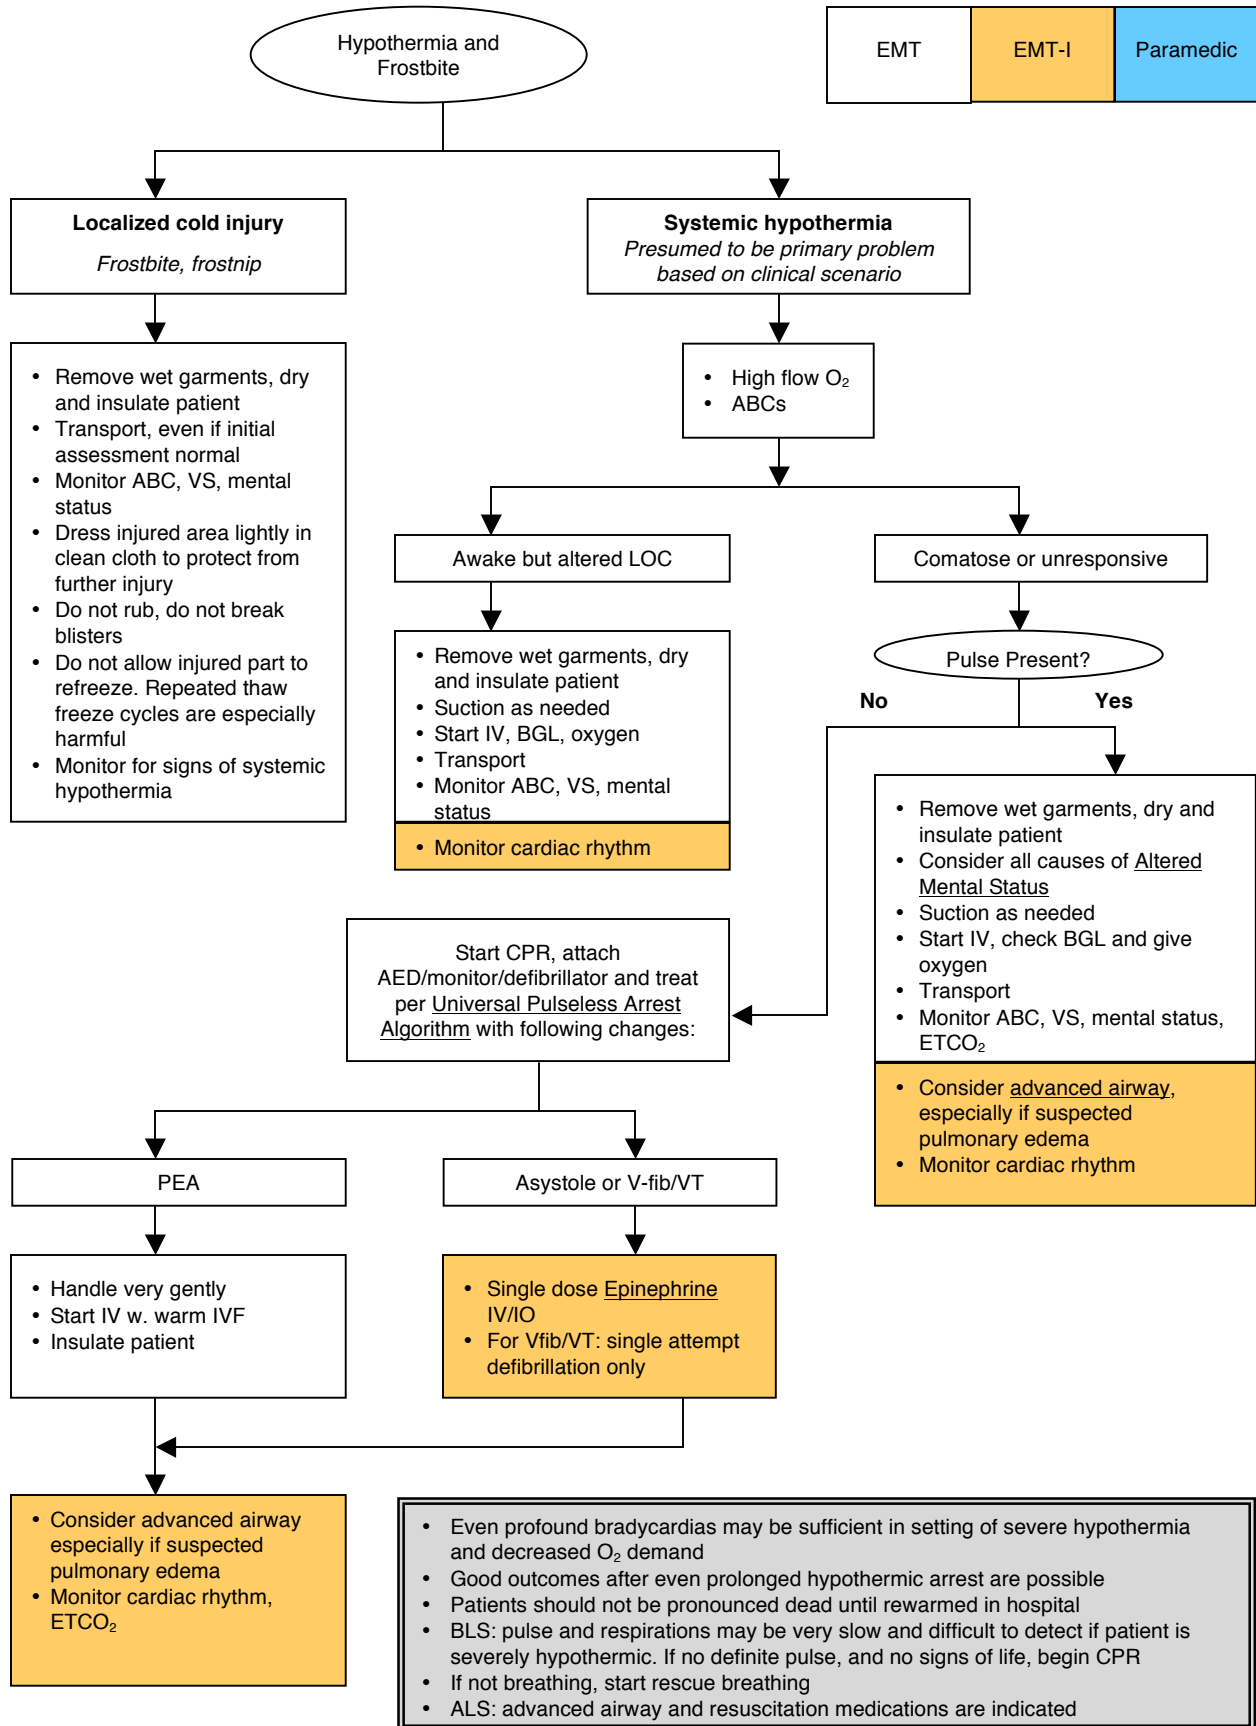 Hypothermia and
Frostbite
EMT
EMT-I
Paramedic
Localized cold injury
Frostbite, frostnip
Systemic hypothermia
Presumed to be primary problem
based on clinical scenario
• Remove wet garments, dry
and insulate patient
• Transport, even if initial
assessment normal
• Monitor ABC, VS, mental
status
• Dress injured area lightly in
clean cloth to protect from
further injury
• Do not rub, do not break
blisters
• Do not allow injured part to
refreeze. Repeated thaw
freeze cycles are especially
harmful
• Monitor for signs of systemic
hypothermia
• High flow O₂
• ABCs
Awake but altered LOC
Comatose or unresponsive
• Remove wet garments, dry
and insulate patient
• Suction as needed
• Start IV, BGL, oxygen
• Transport
• Monitor ABC, VS, mental
status
• Monitor cardiac rhythm
Pulse Present?
No
Yes
• Remove wet garments, dry and
insulate patient
• Consider all causes of Altered
Mental Status
• Suction as needed
• Start IV, check BGL and give
oxygen
• Transport
• Monitor ABC, VS, mental status,
ETCO₂
• Consider advanced airway,
especially if suspected
pulmonary edema
• Monitor cardiac rhythm
Start CPR, attach
AED/monitor/defibrillator and treat
per Universal Pulseless Arrest
Algorithm with following changes:
PEA
Asystole or V-fib/VT
• Handle very gently
• Start IV w. warm IVF
• Insulate patient
• Single dose Epinephrine
IV/IO
• For Vfib/VT: single attempt
defibrillation only
• Consider advanced airway
especially if suspected
pulmonary edema
• Monitor cardiac rhythm,
ETCO₂
• Even profound bradycardias may be sufficient in setting of severe hypothermia
and decreased O₂ demand
• Good outcomes after even prolonged hypothermic arrest are possible
• Patients should not be pronounced dead until rewarmed in hospital
• BLS: pulse and respirations may be very slow and difficult to detect if patient is
severely hypothermic. If no definite pulse, and no signs of life, begin CPR
• If not breathing, start rescue breathing
• ALS: advanced airway and resuscitation medications are indicated